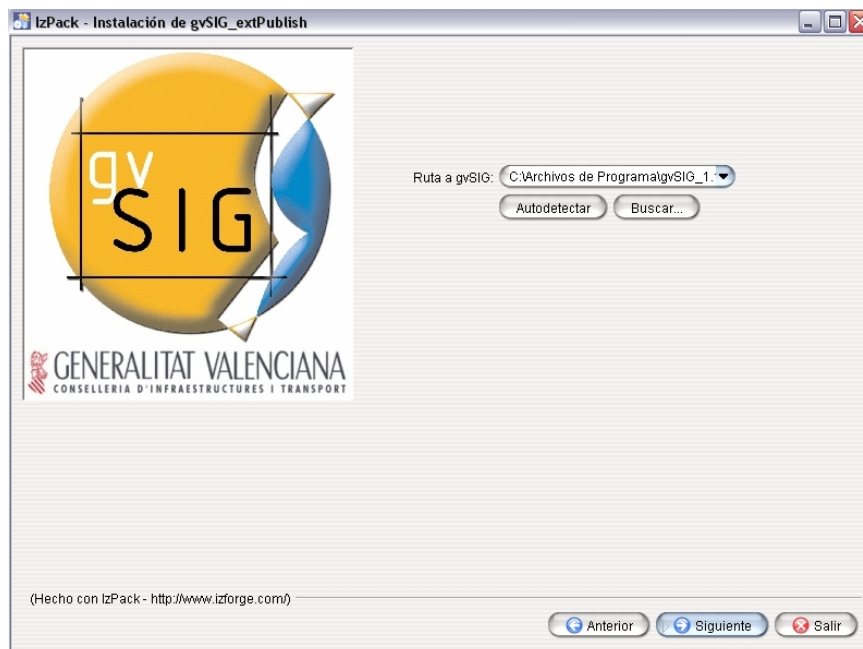 IzPack - Instalación de gvSIG_extPublish
gv
SIG
GENERALITAT VALENCIANA
CONSELLERIA D'INFRAESTRUCTURES I TRANSPORT
Ruta a gvSIG: C:\Archivos de Programa\gvSIG_1.
Autodetectar Buscar...
(Hecho con IzPack - http://www.izforge.com/)
Anterior Siguiente Salir